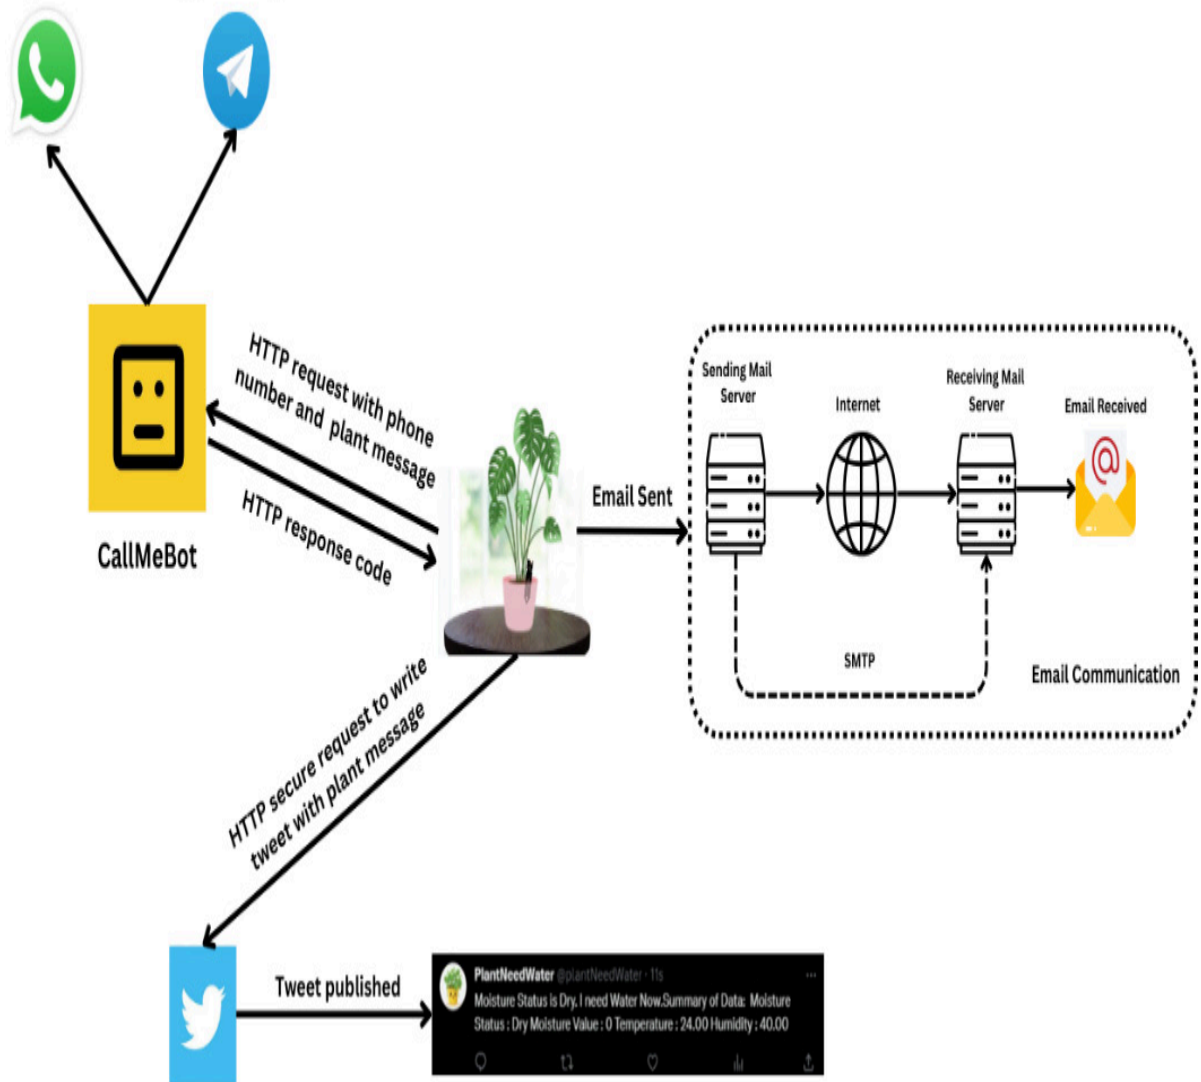 HTTP request with phone
number and plant message
HTTP response code
CallMeBot
Email Sent
Sending Mail
Server
Internet
Receiving Mail
Server
Email Received
@
SMTP
Email Communication
HTTP secure request to write
tweet with plant message
Tweet published
PlantNeedWater @plantNeedWater · 11s
Moisture Status is Dry. I need Water Now.Summary of Data: Moisture
Status : Dry Moisture Value : 0 Temperature : 24.00 Humidity : 40.00